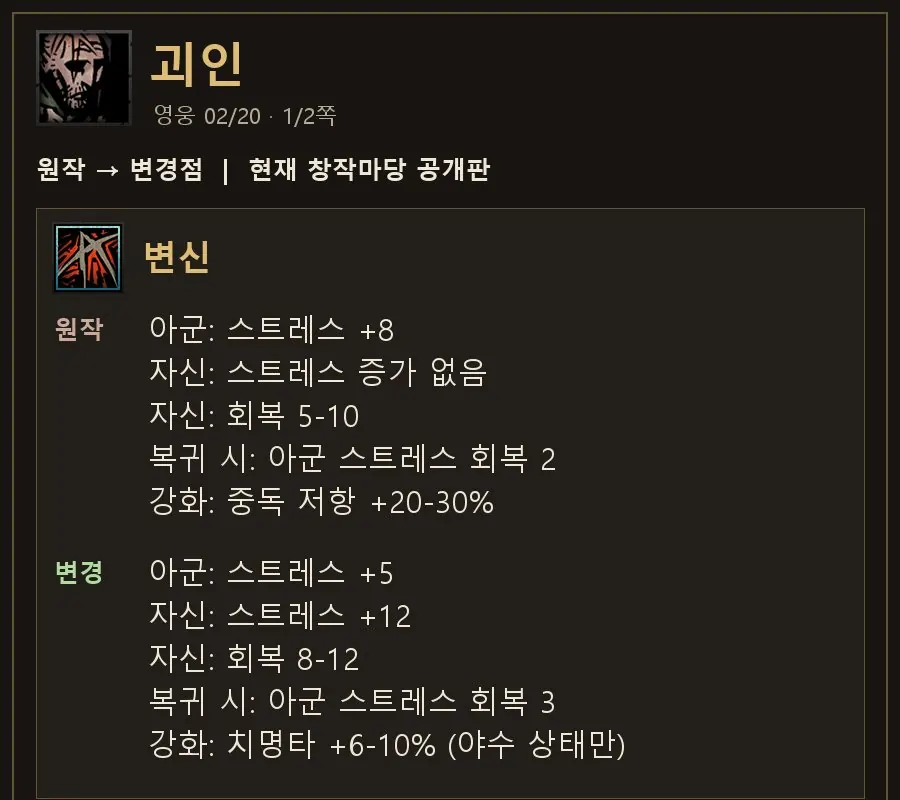 괴인
영웅 02/20 · 1/2쪽
원작 → 변경점 | 현재 창작마당 공개판
변신
원작
아군: 스트레스 +8
자신: 스트레스 증가 없음
자신: 회복 5-10
복귀 시: 아군 스트레스 회복 2
강화: 중독 저항 +20-30%
변경
아군: 스트레스 +5
자신: 스트레스 +12
자신: 회복 8-12
복귀 시: 아군 스트레스 회복 3
강화: 치명타 +6-10% (야수 상태만)